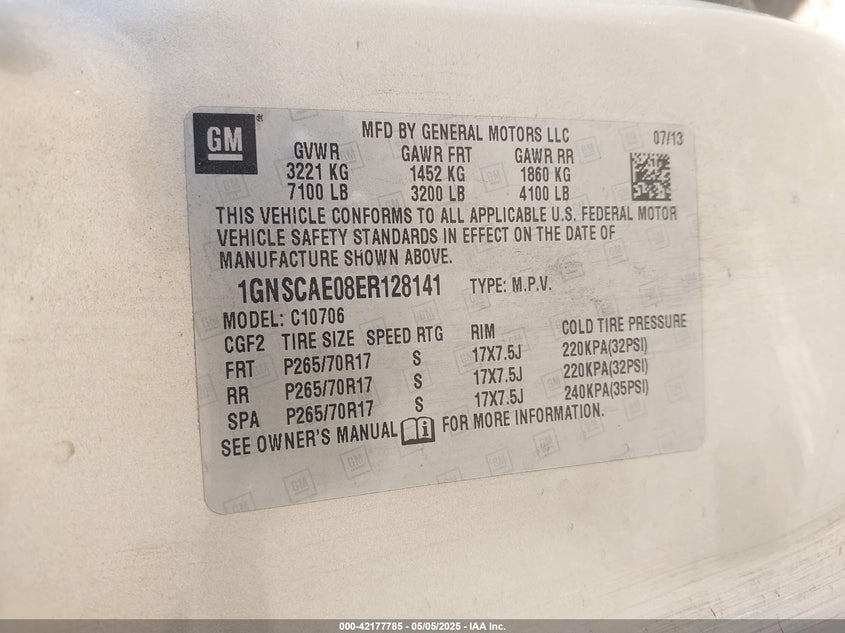 GM ®
MFD BY GENERAL MOTORS LLC 07/13
GVWR GAWR FRT GAWR RR
3221 KG 1452 KG 1860 KG
7100 LB 3200 LB 4100 LB
THIS VEHICLE CONFORMS TO ALL APPLICABLE U.S. FEDERAL MOTOR
VEHICLE SAFETY STANDARDS IN EFFECT ON THE DATE OF
MANUFACTURE SHOWN ABOVE.
1GNSCAE08ER128141 TYPE: M.P.V.
MODEL: C10706
CGF2 TIRE SIZE SPEED RTG RIM COLD TIRE PRESSURE
FRT P265/70R17 S 17X7.5J 220KPA(32PSI)
RR P265/70R17 S 17X7.5J 220KPA(32PSI)
SPA P265/70R17 S 17X7.5J 240KPA(35PSI)
SEE OWNER'S MANUAL FOR MORE INFORMATION.
000-42177785 - 05/05/2025 - IAA Inc.